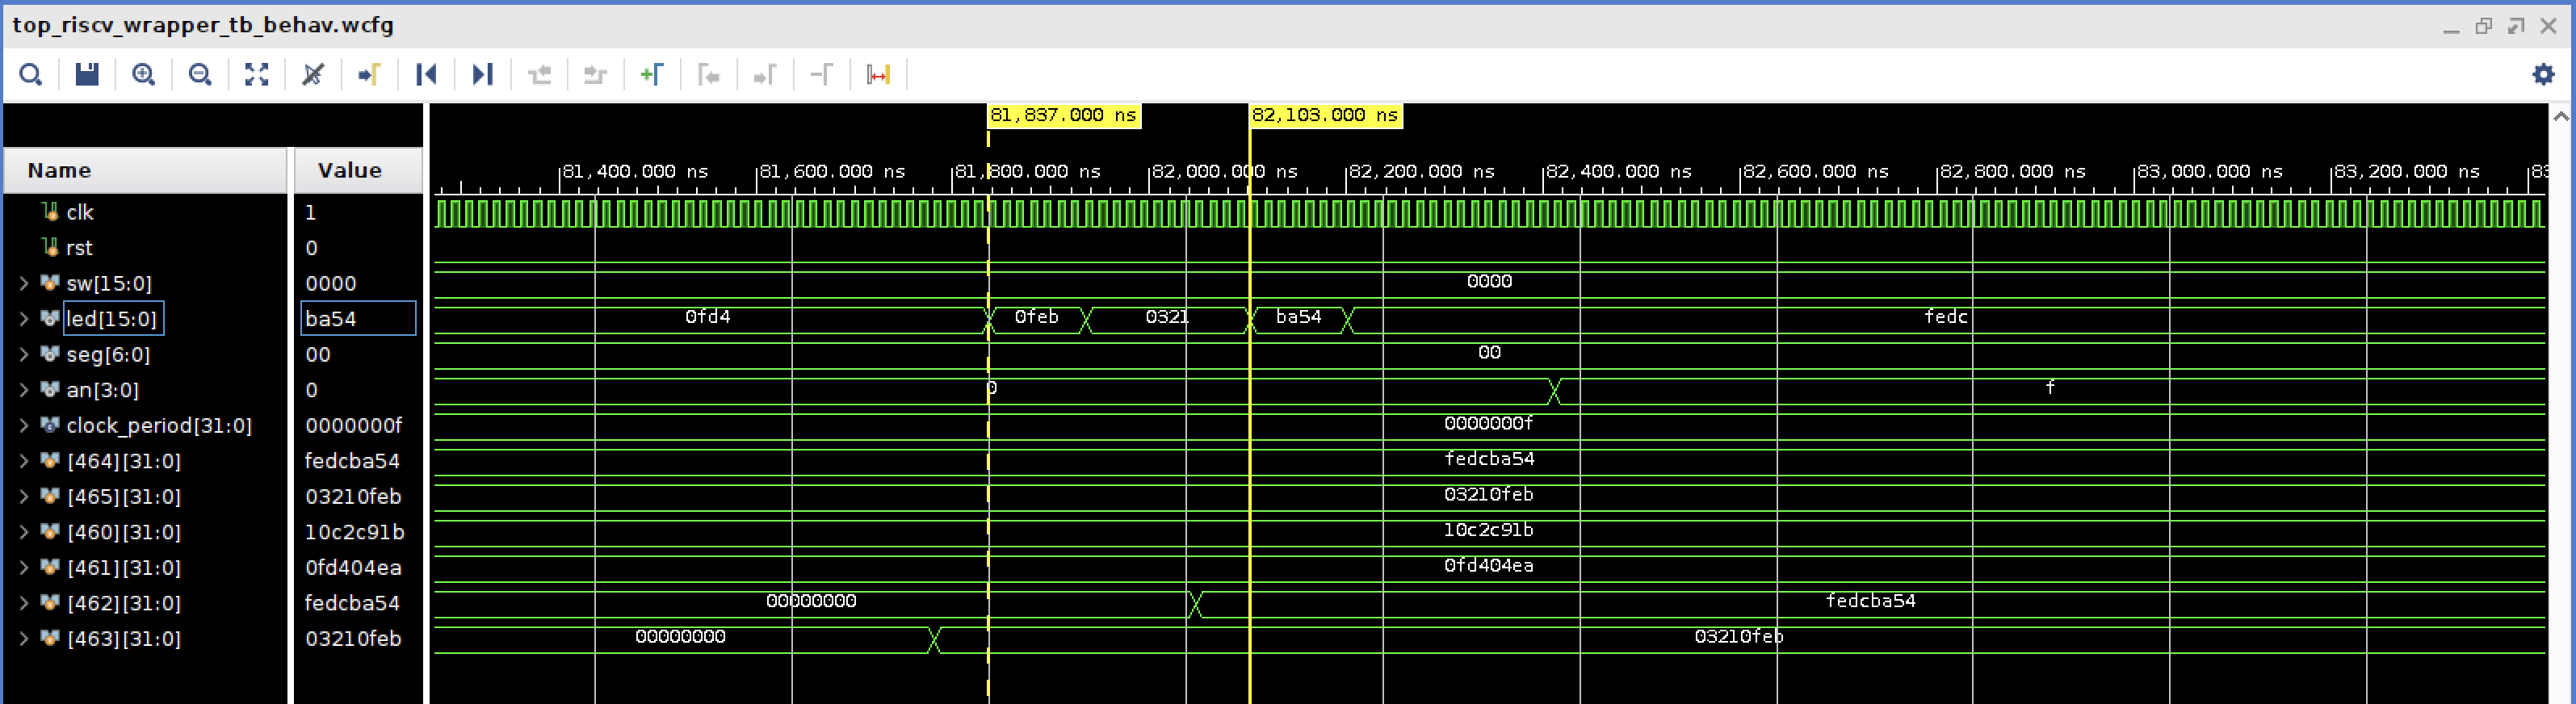 top_riscv_wrapper_tb_behav.wcfg
81,837.000 ns 82,103.000 ns
Name Value 81,400.000 ns 81,600.000 ns 81,800.000 ns 82,000.000 ns 82,200.000 ns 82,400.000 ns 82,600.000 ns 82,800.000 ns 83,000.000 ns 83,200.000 ns
clk 1
rst 0
sw[15:0] 0000 0000
led[15:0] ba54 0fd4 0feb 0321 ba54 fedc
seg[6:0] 00 00
an[3:0] 0 0 f
clock_period[31:0] 0000000f 0000000f
[464][31:0] fedcba54 fedcba54
[465][31:0] 03210feb 03210feb
[460][31:0] 10c2c91b 10c2c91b
[461][31:0] 0fd404ea 0fd404ea
[462][31:0] fedcba54 00000000 fedcba54
[463][31:0] 03210feb 00000000 03210feb